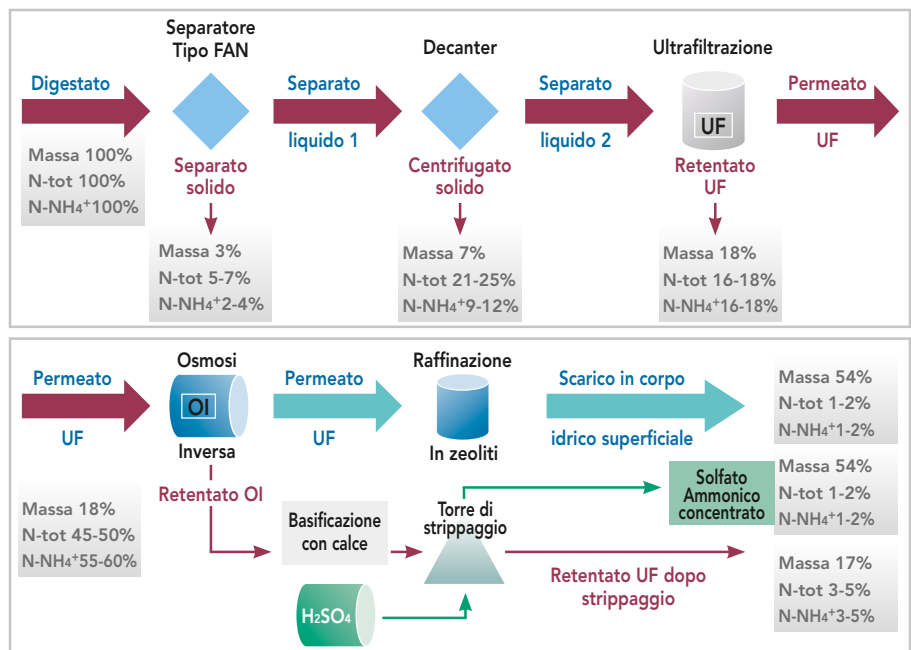 Separatore
Tipo FAN
Decanter
Ultrafiltrazione
Digestato
Separato
liquido 1
Separato
liquido 2
UF
Permeato
UF
Massa 100%
N-tot 100%
N-NH4+100%
Separato
solido
Centrifugato
solido
Retentato
UF
Massa 3%
N-tot 5-7%
N-NH4+2-4%
Massa 7%
N-tot 21-25%
N-NH4+9-12%
Massa 18%
N-tot 16-18%
N-NH4+16-18%
Osmosi
Raffinazione
Permeato
UF
OI
Inversa
Permeato
UF
In zeoliti
Scarico in corpo
idrico superficiale
Massa 54%
N-tot 1-2%
N-NH4+1-2%
Retentato OI
Massa 18%
N-tot 45-50%
N-NH4+55-60%
Basificazione
con calce
Torre di
strippaggio
Solfato
Ammonico
concentrato
Massa 54%
N-tot 1-2%
N-NH4+1-2%
H2SO4
Retentato UF dopo
strippaggio
Massa 17%
N-tot 3-5%
N-NH4+3-5%